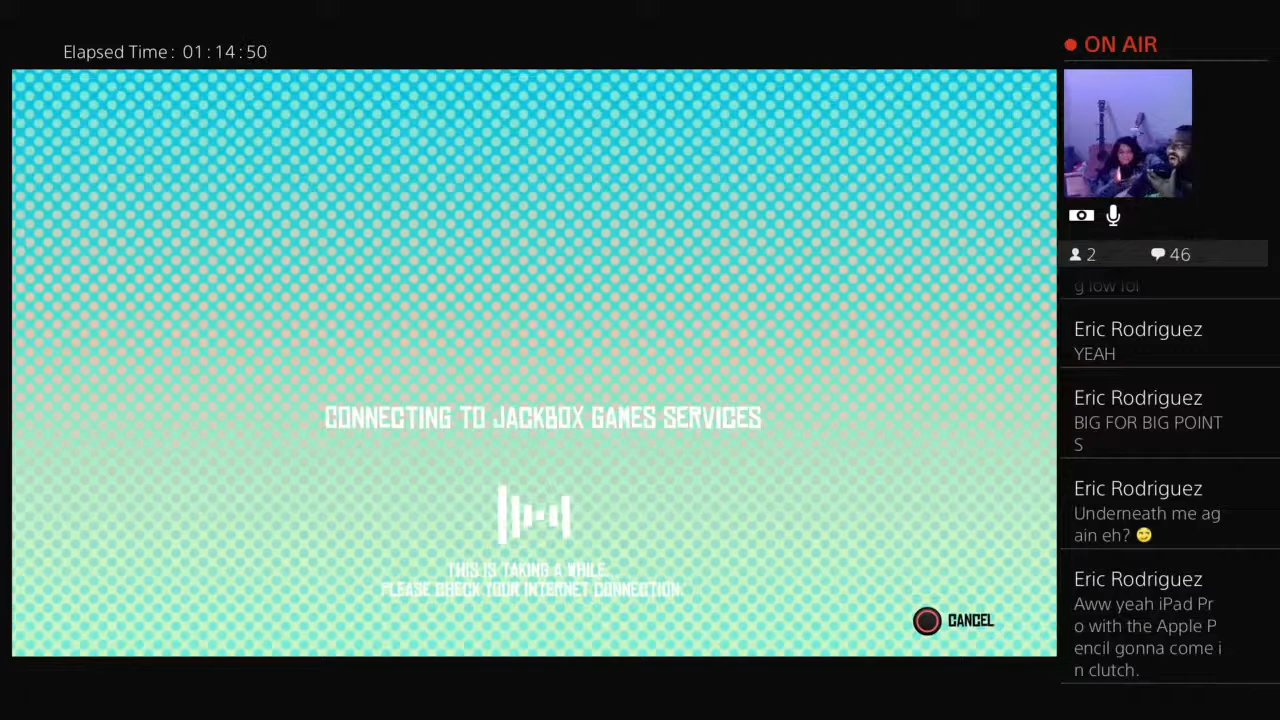 Elapsed Time: 01:14:50
ON AIR
2 46
g low lol
Eric Rodriguez
YEAH
Eric Rodriguez
BIG FOR BIG POINT
S
Eric Rodriguez
Underneath me ag
ain eh? 😏
Eric Rodriguez
Aww yeah iPad Pr
o with the Apple P
encil gonna come i
n clutch.
CONNECTING TO JACKBOX GAMES SERVICES
THIS IS TAKING A WHILE.
PLEASE CHECK YOUR INTERNET CONNECTION.
CANCEL